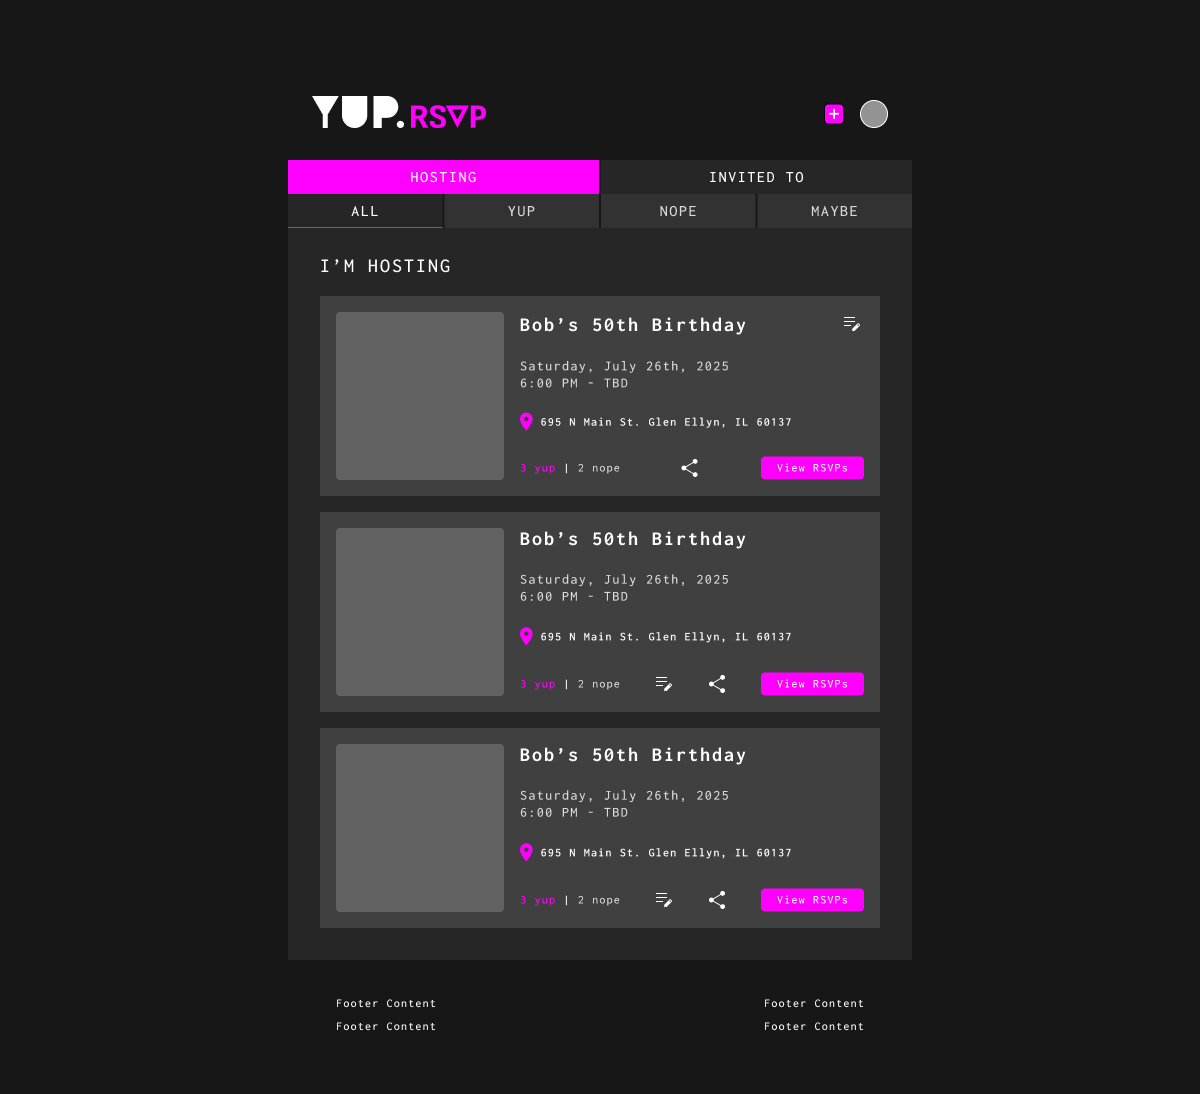 YUP.RSVP
HOSTING
INVITED TO
ALL
YUP
NOPE
MAYBE
I’M HOSTING
Bob’s 50th Birthday
Saturday, July 26th, 2025
6:00 PM - TBD
695 N Main St. Glen Ellyn, IL 60137
3 yup | 2 nope
View RSVPs
Bob’s 50th Birthday
Saturday, July 26th, 2025
6:00 PM - TBD
695 N Main St. Glen Ellyn, IL 60137
3 yup | 2 nope
View RSVPs
Bob’s 50th Birthday
Saturday, July 26th, 2025
6:00 PM - TBD
695 N Main St. Glen Ellyn, IL 60137
3 yup | 2 nope
View RSVPs
Footer Content
Footer Content
Footer Content
Footer Content